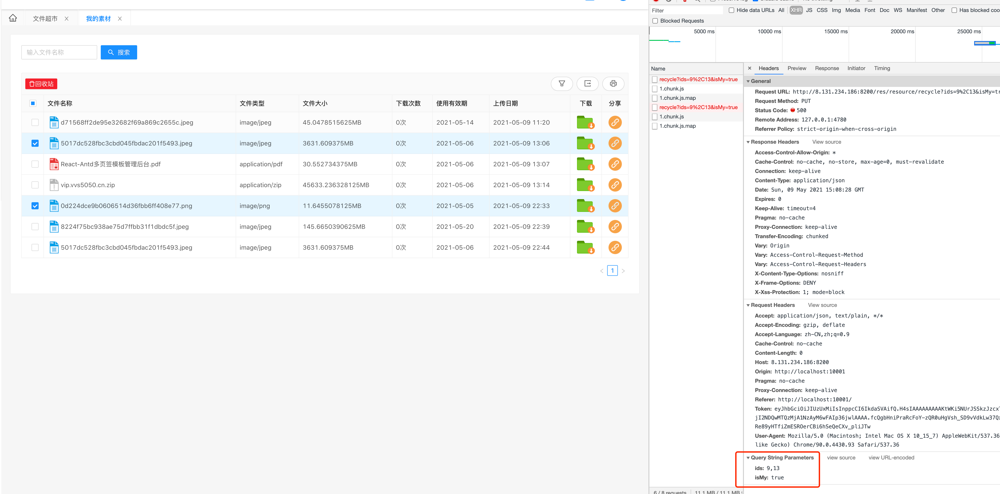 文件超市 ×
我的素材 ×
输入文件名称
搜索
回收站
文件名称 文件类型 文件大小 下载次数 使用有效期 上传日期 下载 分享
d71568ff2de95e32682f69a869c2655c.jpeg image/jpeg 45.0478515625MB 0次 2021-05-14 2021-05-09 11:20
5017dc528fbc3cbd045fbdac201f5493.jpeg image/jpeg 3631.609375MB 0次 2021-05-06 2021-05-09 13:06
React-Antd多页签模板管理后台.pdf application/pdf 30.552734375MB 0次 2021-05-06 2021-05-09 13:07
vip.vvs5050.cn.zip application/zip 45633.236328125MB 0次 2021-05-06 2021-05-09 13:14
0d224dce9b0606514d36fbb6ff408e77.png image/png 11.6455078125MB 0次 2021-05-05 2021-05-09 22:33
8224f75bc938ae75d7ffbb31f1dbdc5f.jpeg image/jpeg 145.6650390625MB 0次 2021-05-20 2021-05-09 22:39
5017dc528fbc3cbd045fbdac201f5493.jpeg image/jpeg 3631.609375MB 0次 2021-05-06 2021-05-09 22:44
< 1 >
Filter Hide data URLs All XHR JS CSS Img Media Font Doc WS Manifest Other Has blocked coo
Blocked Requests
5000 ms 10000 ms 15000 ms 20000 ms 25000 ms
Name
recycle?ids=9%2C13&isMy=true
1.chunk.js
1.chunk.js.map
recycle?ids=9%2C13&isMy=true
1.chunk.js
1.chunk.js.map
6 / 8 requests 11.1 MB / 11.1 MB
× Headers Preview Response Initiator Timing
General
Request URL: http://8.131.234.186:8200/res/resource/recycle?ids=9%2C13&isMy=tr
Request Method: PUT
Status Code: 500
Remote Address: 127.0.0.1:4780
Referrer Policy: strict-origin-when-cross-origin
Response Headers View source
Access-Control-Allow-Origin: *
Cache-Control: no-cache, no-store, max-age=0, must-revalidate
Connection: keep-alive
Content-Type: application/json
Date: Sun, 09 May 2021 15:08:28 GMT
Expires: 0
Keep-Alive: timeout=4
Pragma: no-cache
Proxy-Connection: keep-alive
Transfer-Encoding: chunked
Vary: Origin
Vary: Access-Control-Request-Method
Vary: Access-Control-Request-Headers
X-Content-Type-Options: nosniff
X-Frame-Options: DENY
X-Xss-Protection: 1; mode=block
Request Headers View source
Accept: application/json, text/plain, */*
Accept-Encoding: gzip, deflate
Accept-Language: zh-CN,zh;q=0.9
Cache-Control: no-cache
Content-Length: 0
Host: 8.131.234.186:8200
Origin: http://localhost:10001
Pragma: no-cache
Proxy-Connection: keep-alive
Referer: http://localhost:10001/
Token: eyJhbGciOiJIUzUxMiIsInppcCI6IkdaSVAifQ.H4sIAAAAAAAAAKtWKi5NUrJSSkzJzcx
jI2NDQwMTQzMjA1NzAyM6wFAIp36jwlAAAA.fcQgbHniPraRcFoY-zQR0uHgVsh_SD9vVdkLw37Q
Re89yHTfiZmESROerCBi6hSeQeCXv_pliJTw
User-Agent: Mozilla/5.0 (Macintosh; Intel Mac OS X 10_15_7) AppleWebKit/537.36
like Gecko) Chrome/90.0.4430.93 Safari/537.36
Query String Parameters view source view URL-encoded
ids: 9,13
isMy: true